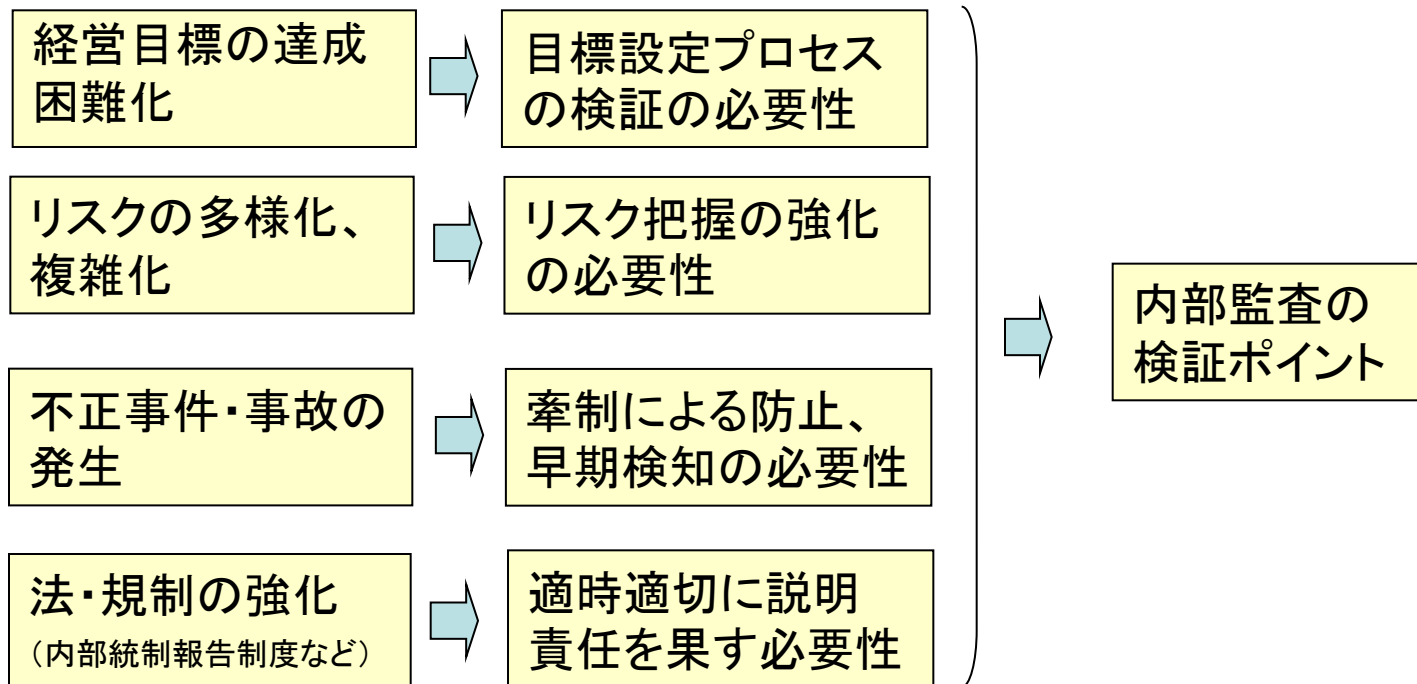 経営目標の達成
困難化
目標設定プロセス
の検証の必要性
リスクの多様化、
複雑化
リスク把握の強化
の必要性
不正事件・事故の
発生
牽制による防止、
早期検知の必要性
法・規制の強化
（内部統制報告制度など）
適時適切に説明
責任を果す必要性
内部監査の
検証ポイント